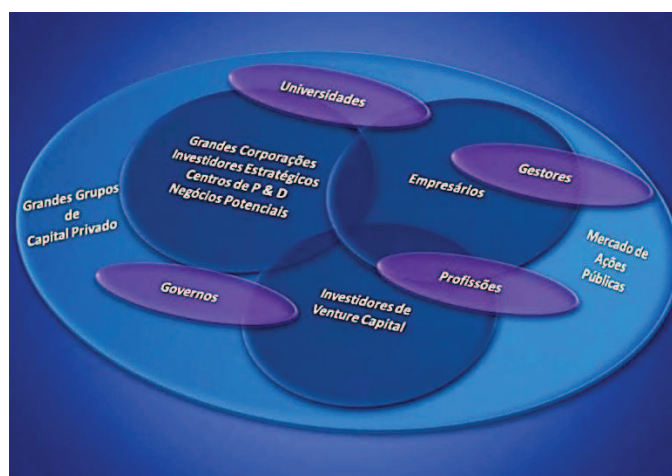 Universidades
Grandes Corporações
Investidores Estratégicos
Centros de P & D
Negócios Potenciais
Empresários
Gestores
Grandes Grupos
de
Capital Privado
Mercado de
Ações
Públicas
Governos
Profissões
Investidores de
Venture Capital